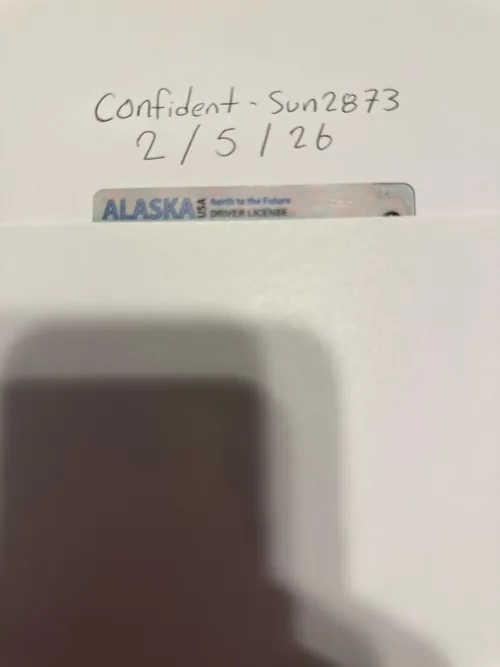 Confident - Sun2873
2/5/26
ALASKA USA North to the Future
DRIVER LICENSE